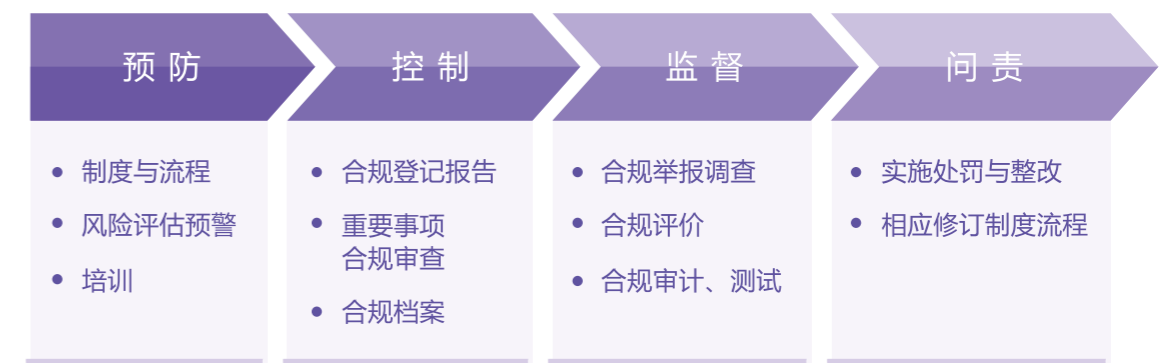 预防
制度与流程
风险评估预警
培训
控制
合规登记报告
重要事项
合规审查
合规档案
监督
合规举报调查
合规评价
合规审计、测试
问责
实施处罚与整改
相应修订制度流程